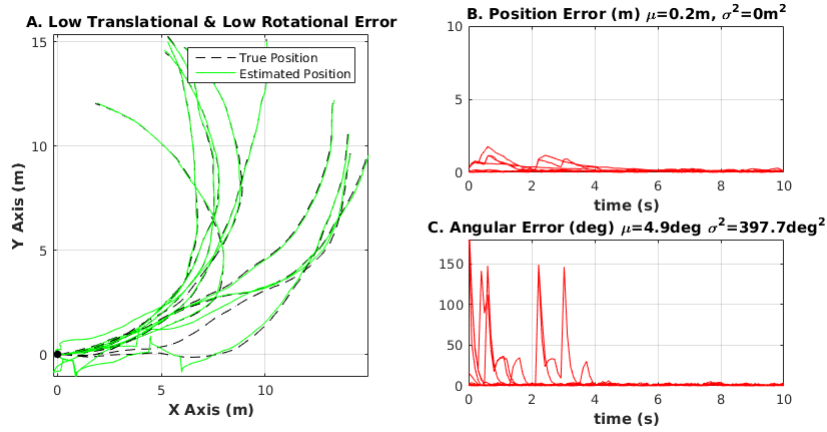 A. Low Translational & Low Rotational Error
15
10
5
0
Y Axis (m)
True Position
Estimated Position
0
5
10
X Axis (m)
B. Position Error (m) μ=0.2m, σ²=0m²
10
5
0
0
2
4
6
8
10
time (s)
C. Angular Error (deg) μ=4.9deg σ²=397.7deg²
150
100
50
0
0
2
4
6
8
10
time (s)